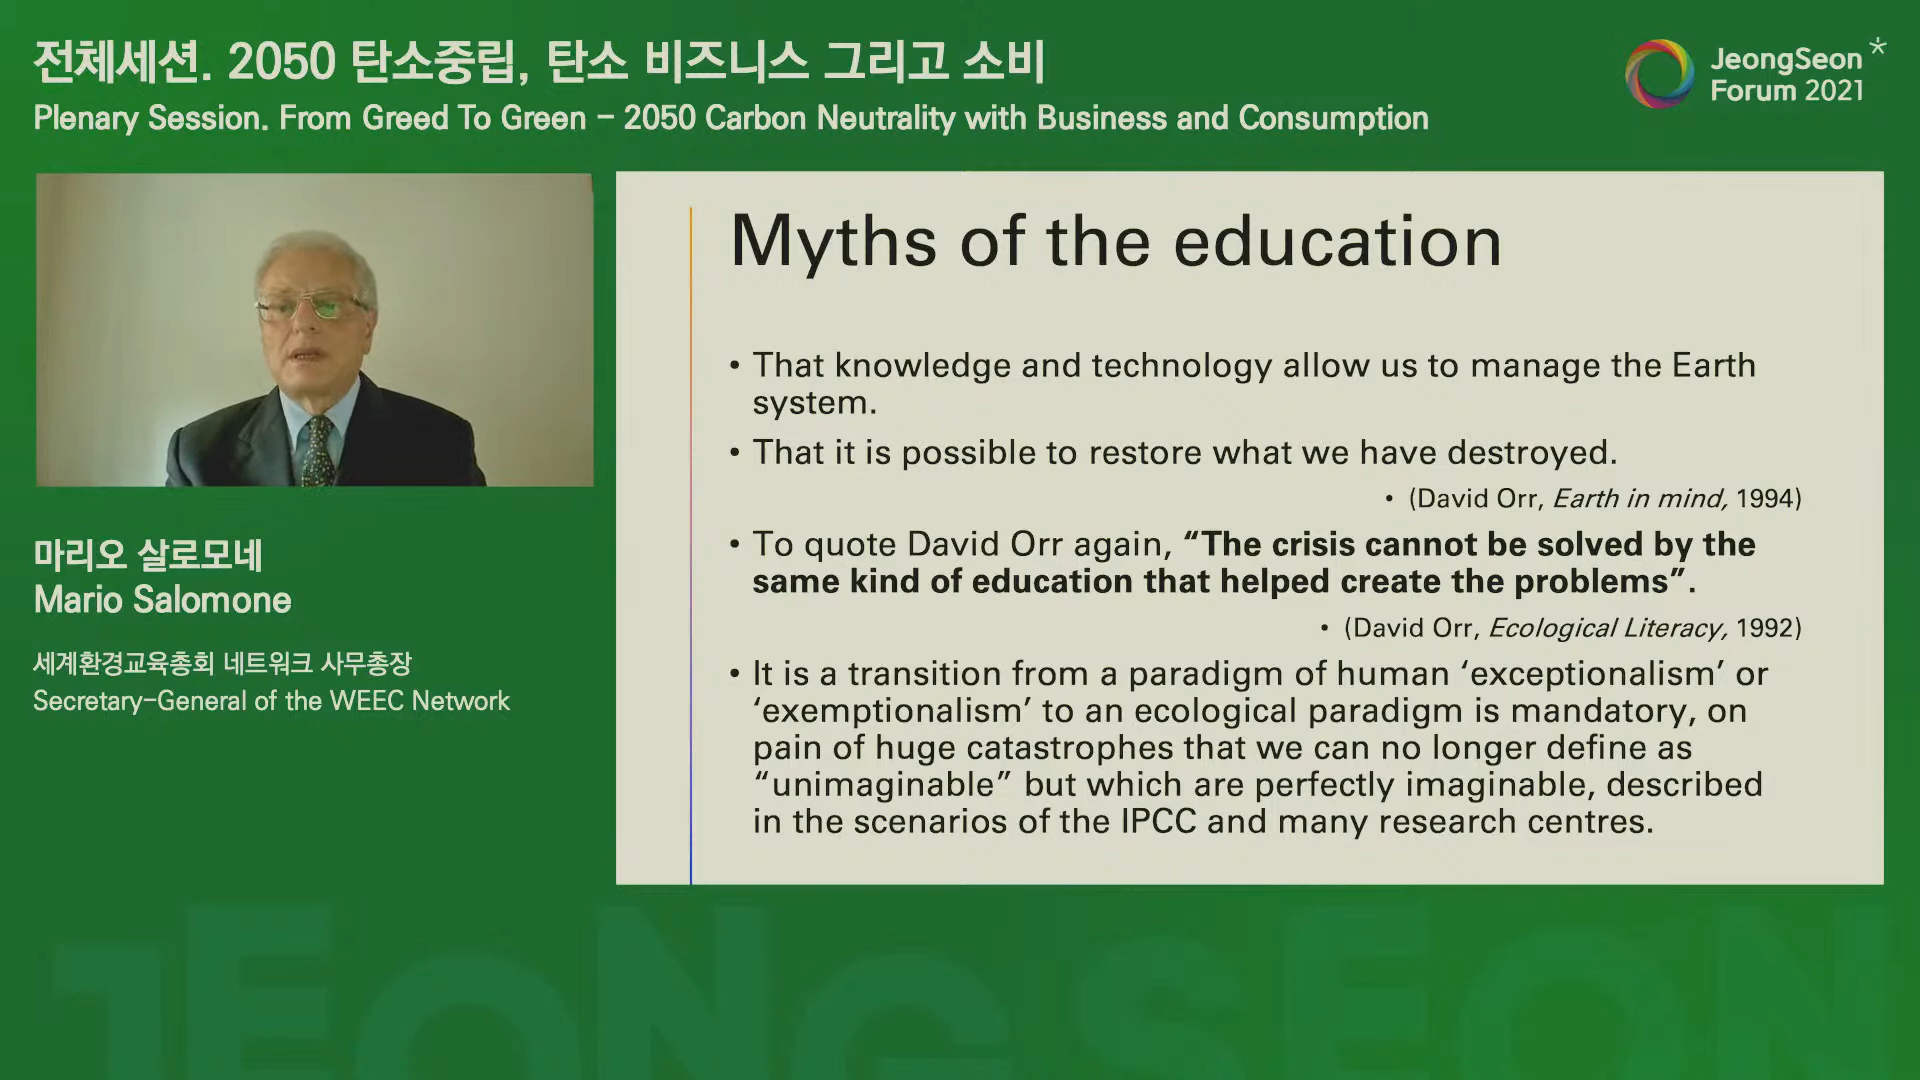 전체세션. 2050 탄소중립, 탄소 비즈니스 그리고 소비
Plenary Session. From Greed To Green – 2050 Carbon Neutrality with Business and Consumption
JeongSeon*
Forum 2021
마리오 살로모네
Mario Salomone
세계환경교육총회 네트워크 사무총장
Secretary-General of the WEEC Network
Myths of the education
• That knowledge and technology allow us to manage the Earth
system.
• That it is possible to restore what we have destroyed.
• (David Orr, Earth in mind, 1994)
• To quote David Orr again, “The crisis cannot be solved by the
same kind of education that helped create the problems”.
• (David Orr, Ecological Literacy, 1992)
• It is a transition from a paradigm of human ‘exceptionalism’ or
‘exemptionalism’ to an ecological paradigm is mandatory, on
pain of huge catastrophes that we can no longer define as
“unimaginable” but which are perfectly imaginable, described
in the scenarios of the IPCC and many research centres.
JEONGSEON